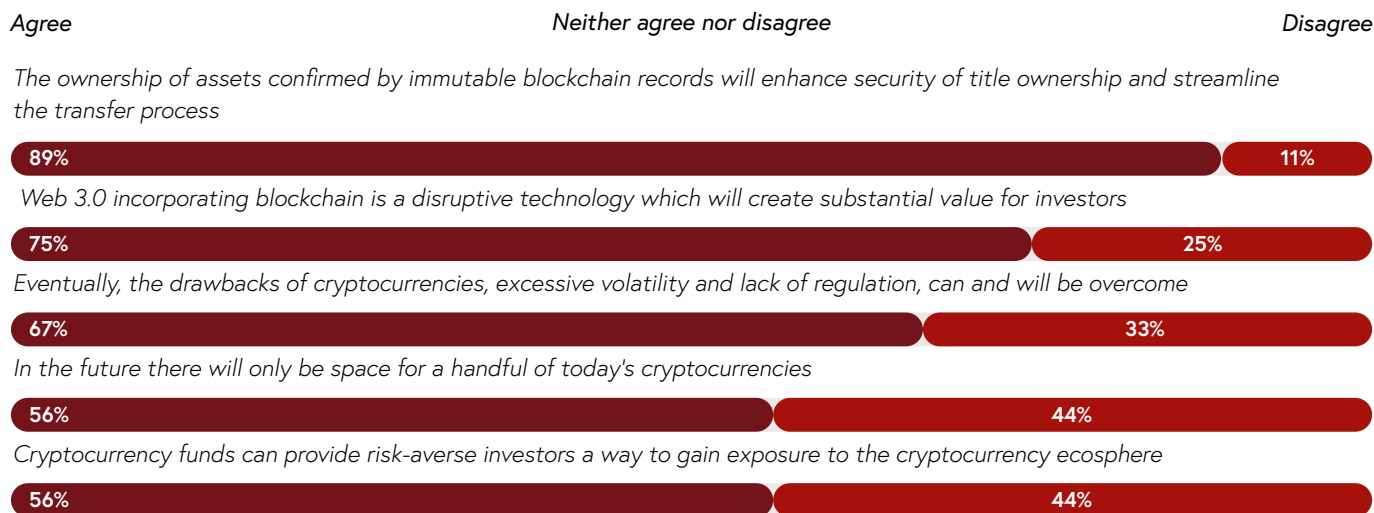 Agree Neither agree nor disagree Disagree
The ownership of assets confirmed by immutable blockchain records will enhance security of title ownership and streamline
the transfer process
89% 11%
Web 3.0 incorporating blockchain is a disruptive technology which will create substantial value for investors
75% 25%
Eventually, the drawbacks of cryptocurrencies, excessive volatility and lack of regulation, can and will be overcome
67% 33%
In the future there will only be space for a handful of today's cryptocurrencies
56% 44%
Cryptocurrency funds can provide risk-averse investors a way to gain exposure to the cryptocurrency ecosphere
56% 44%